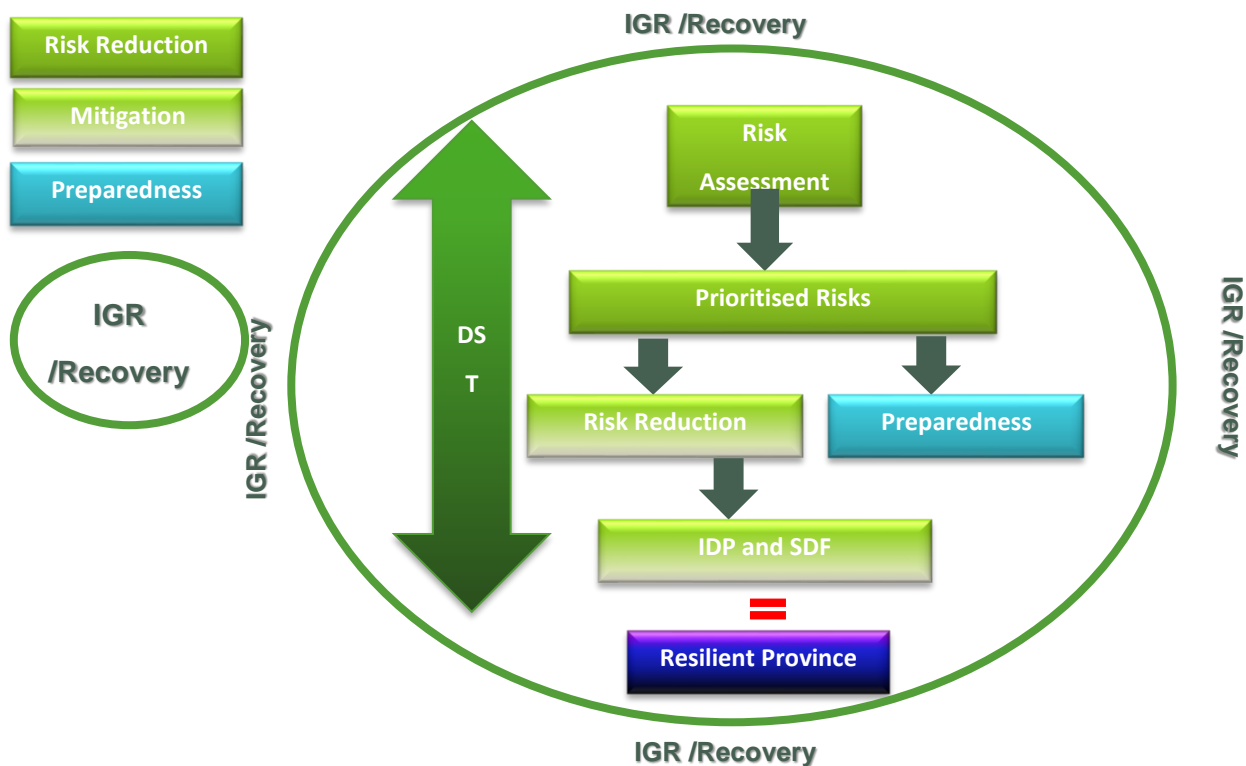 IGR /Recovery
Risk Reduction
Mitigation
Preparedness
IGR
/Recovery
IGR /Recovery
DS
T
Risk
Assessment
Prioritised Risks
Risk Reduction
Preparedness
IDP and SDF
=
Resilient Province
IGR /Recovery
IGR /Recovery